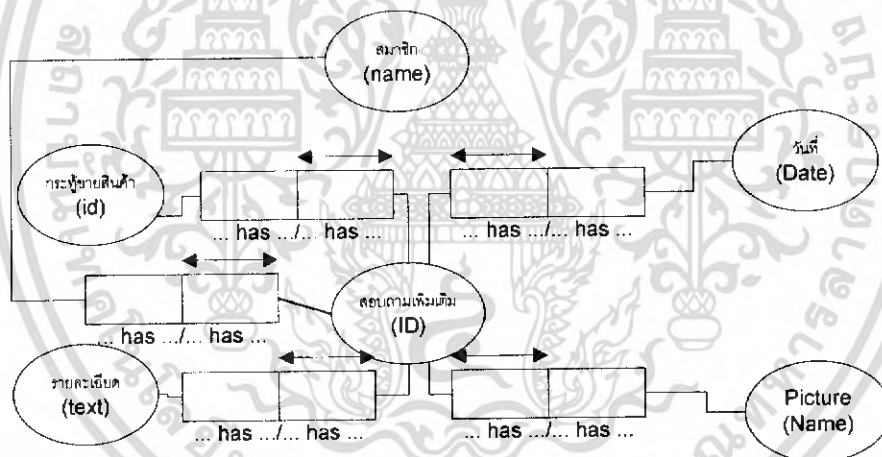 สมาชิก
(name)
วันที่
(Date)
กระทู้ขายสินค้า
(id)
... has .../... has ...
... has .../... has ...
สอบถามเพิ่มเติม
(ID)
... has .../... has ...
รายละเอียด
(text)
... has .../... has ...
... has .../... has ...
Picture
(Name)